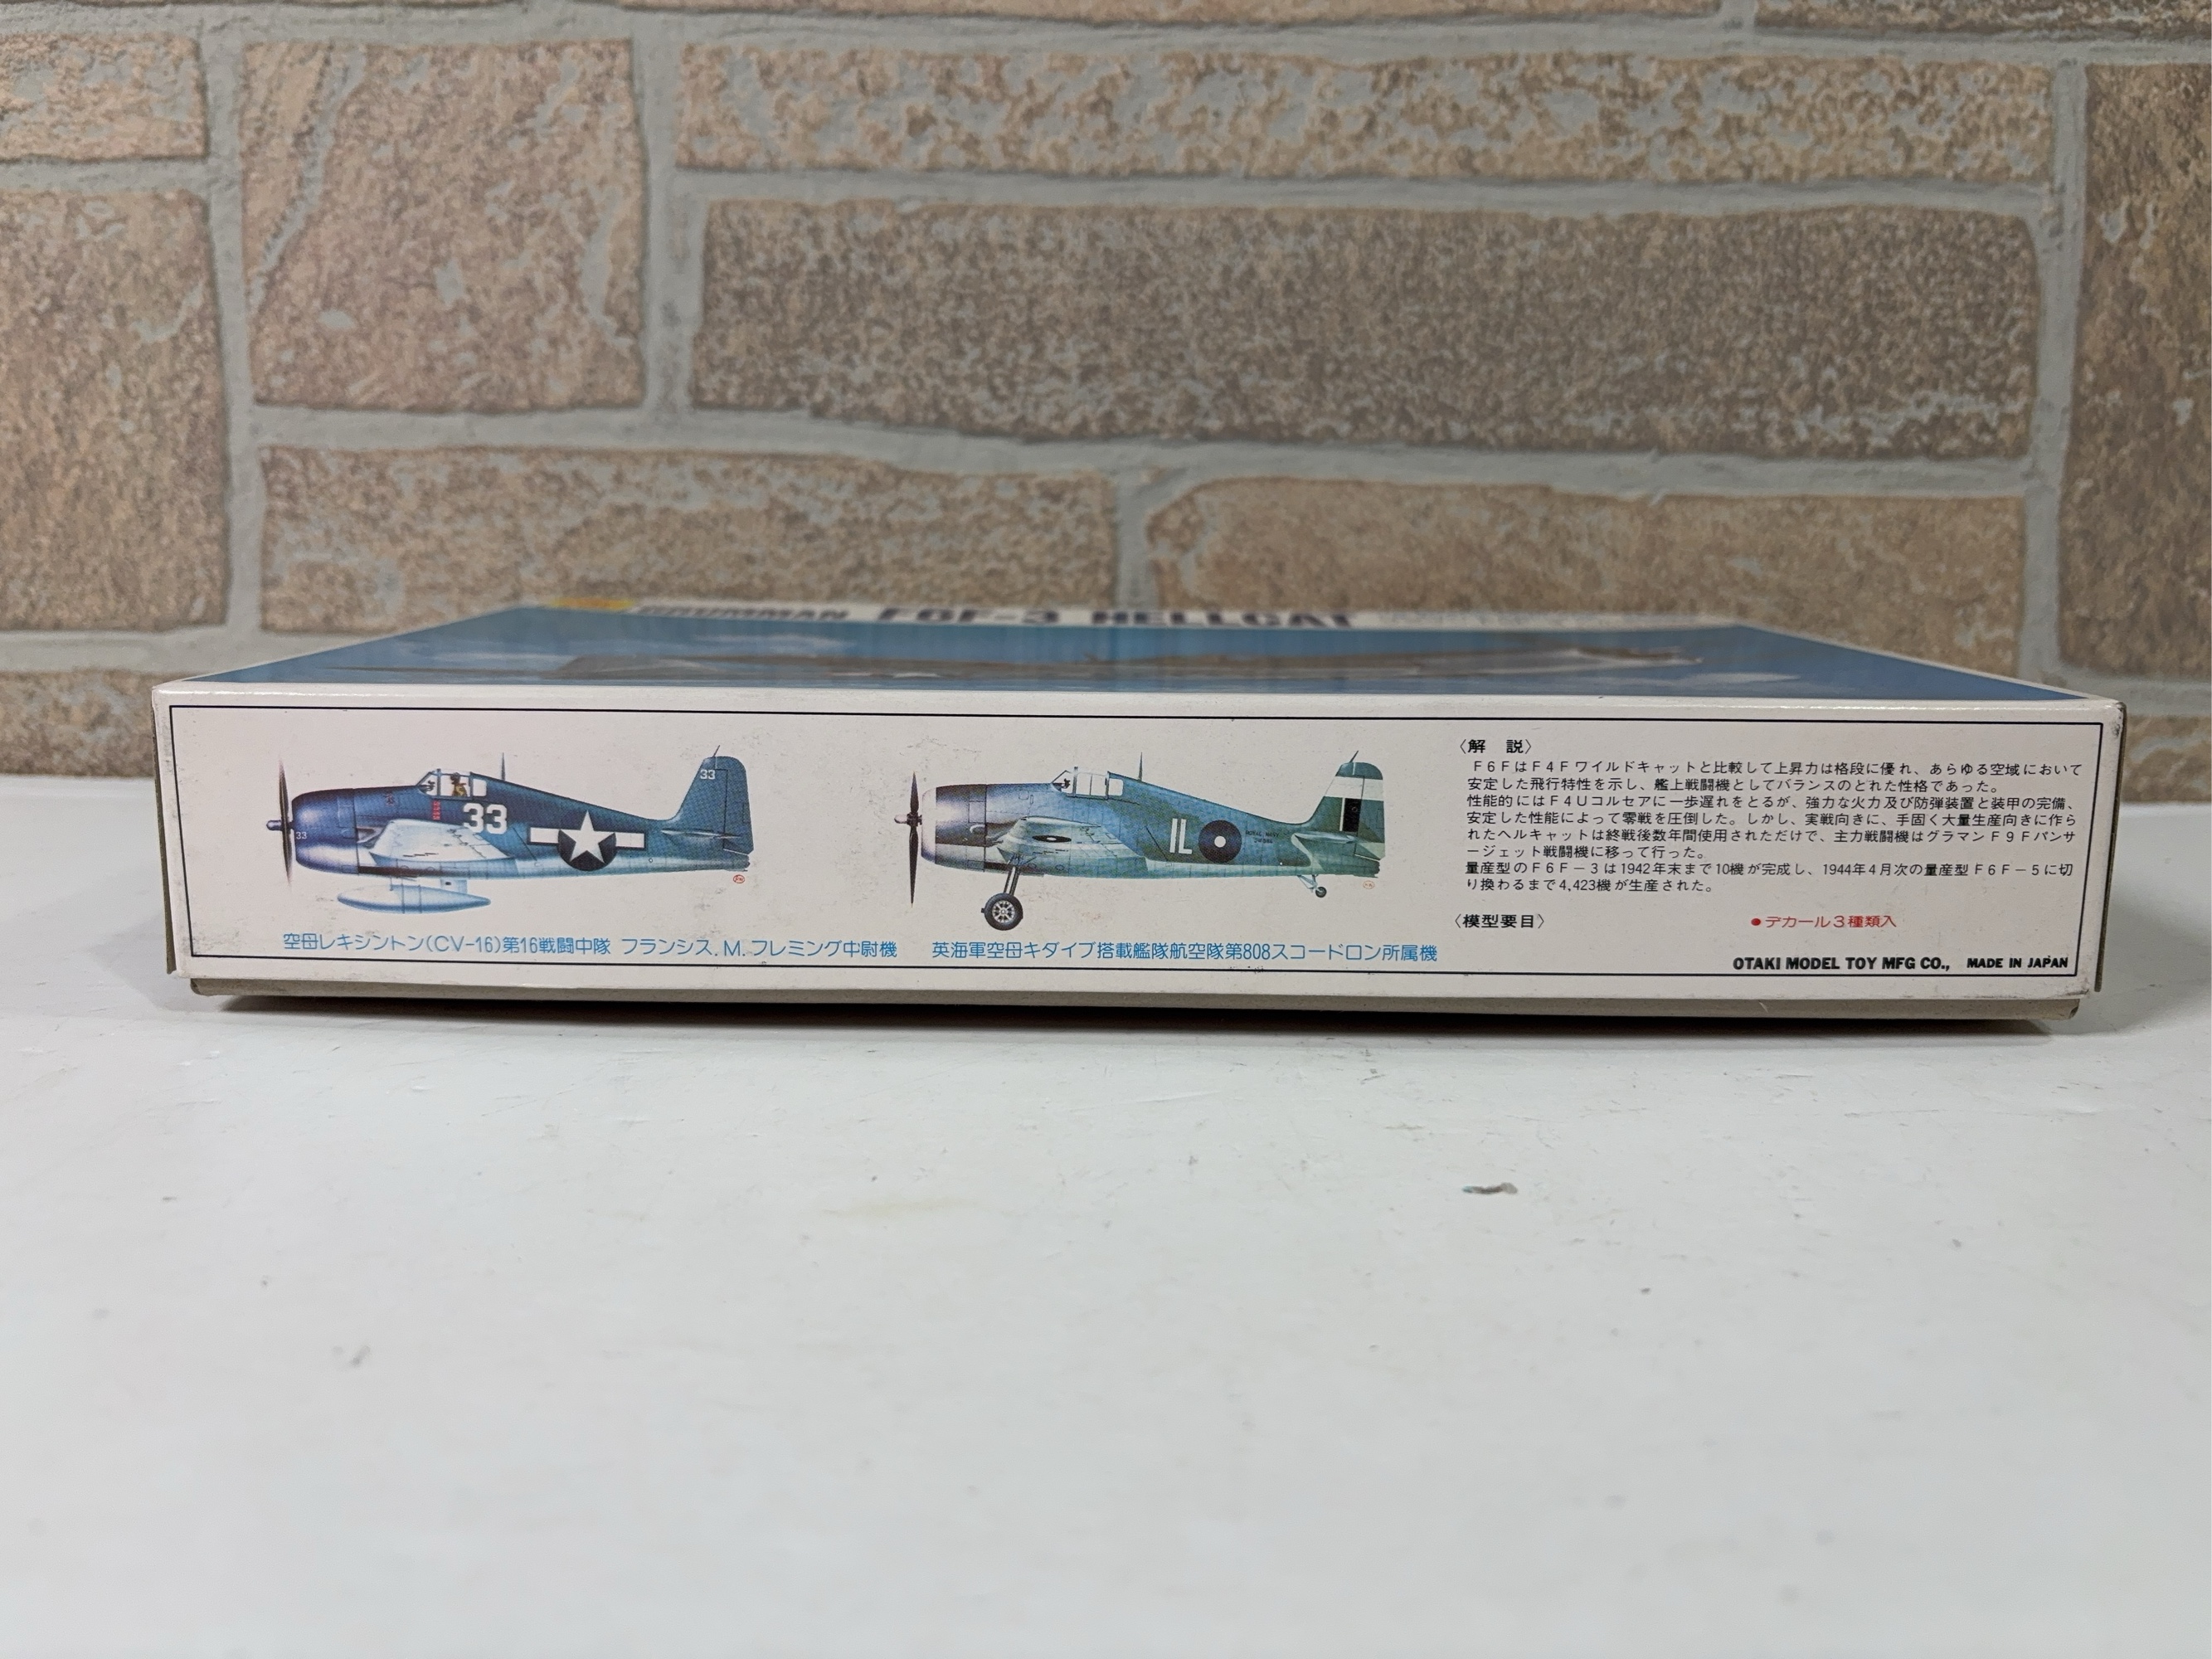 GRUMMAN F6F-3 HELLCAT
33
33
33
空母レキシントン(CV-16)第16戦闘中隊 フランシス.M.フレミング中尉機
IL
ROYAL NAVY
英海軍空母キダイブ搭載艦隊航空隊第808スコードロン所属機
〈解 説〉
F6FはF4Fワイルドキャットと比較して上昇力は格段に優れ、あらゆる空域において
安定した飛行特性を示し、艦上戦闘機としてバランスのとれた性格であった。
性能的にはF4Uコルセアに一歩遅れをとるが、強力な火力及び防弾装置と装甲の完備、
安定した性能によって零戦を圧倒した。しかし、実戦向きに、手固く大量生産向きに作ら
れたヘルキャットは終戦後数年間使用されただけで、主力戦闘機はグラマンF9Fパンサ
ージェット戦闘機に移って行った。
量産型のF6F-3は1942年末まで10機が完成し、1944年4月次の量産型F6F-5に切
り換わるまで4,423機が生産された。
〈模型要目〉
●デカール3種類入
OTAKI MODEL TOY MFG CO., MADE IN JAPAN